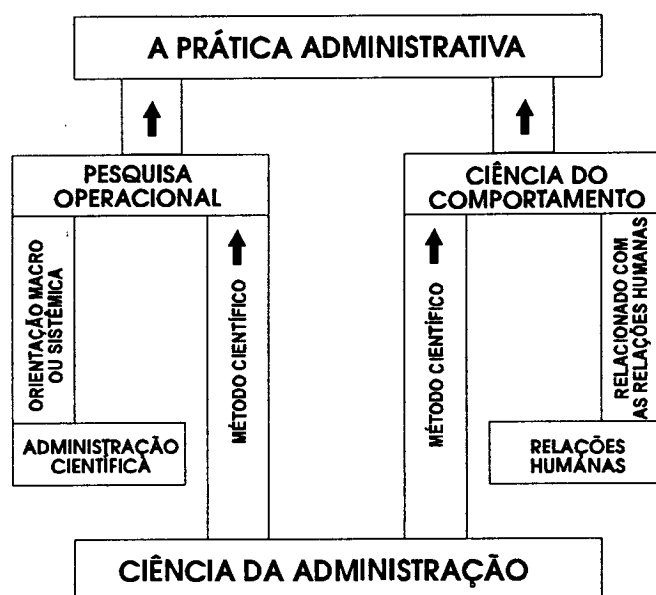 A PRÁTICA ADMINISTRATIVA
PESQUISA
OPERACIONAL
CIÊNCIA DO
COMPORTAMENTO
ORIENTAÇÃO MACRO
OU SISTÊMICA
MÉTODO CIENTÍFICO
MÉTODO CIENTÍFICO
RELACIONADO COM
AS RELAÇÕES HUMANAS
ADMINISTRAÇÃO
CIENTÍFICA
RELAÇÕES
HUMANAS
CIÊNCIA DA ADMINISTRAÇÃO